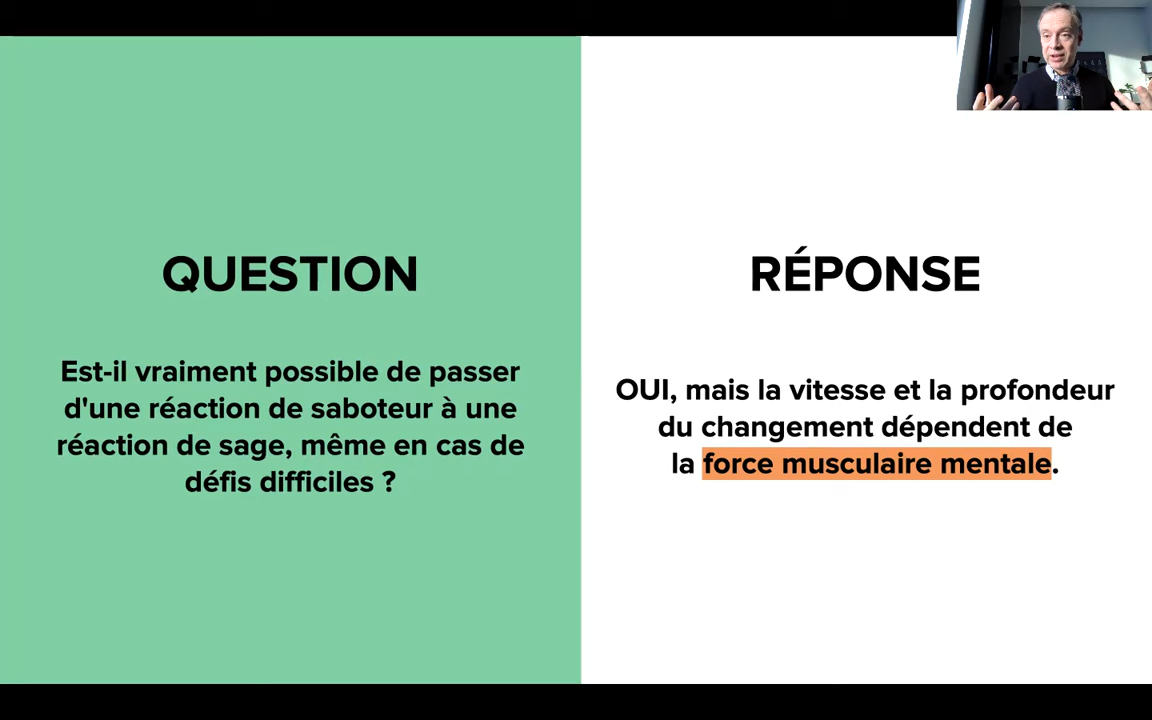 QUESTION
Est-il vraiment possible de passer
d'une réaction de saboteur à une
réaction de sage, même en cas de
défis difficiles ?
RÉPONSE
OUI, mais la vitesse et la profondeur
du changement dépendent de
la force musculaire mentale.